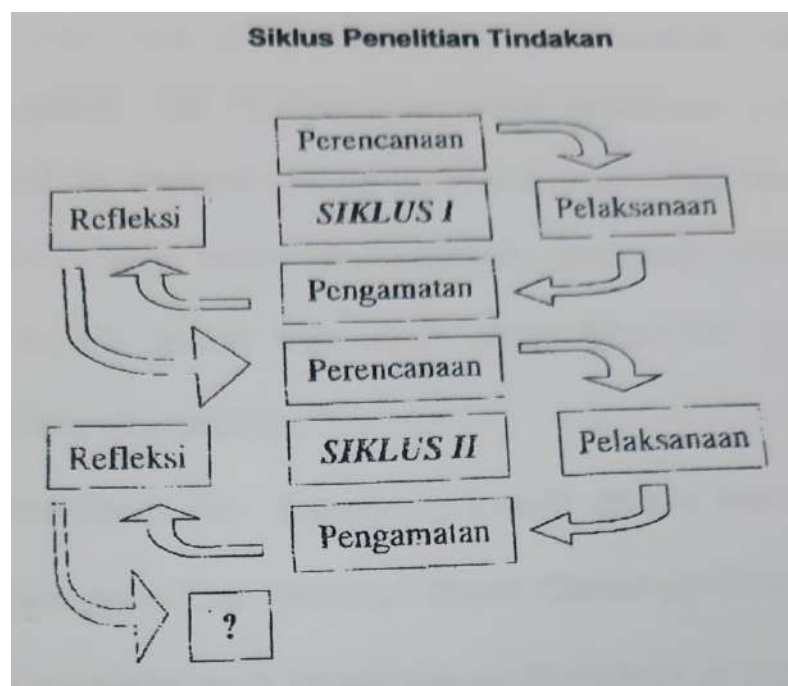 Siklus Penelitian Tindakan
Perencanaan
Refleksi
SIKLUS I
Pelaksanaan
Pengamatan
Perencanaan
Refleksi
SIKLUS II
Pelaksanaan
Pengamatan
?